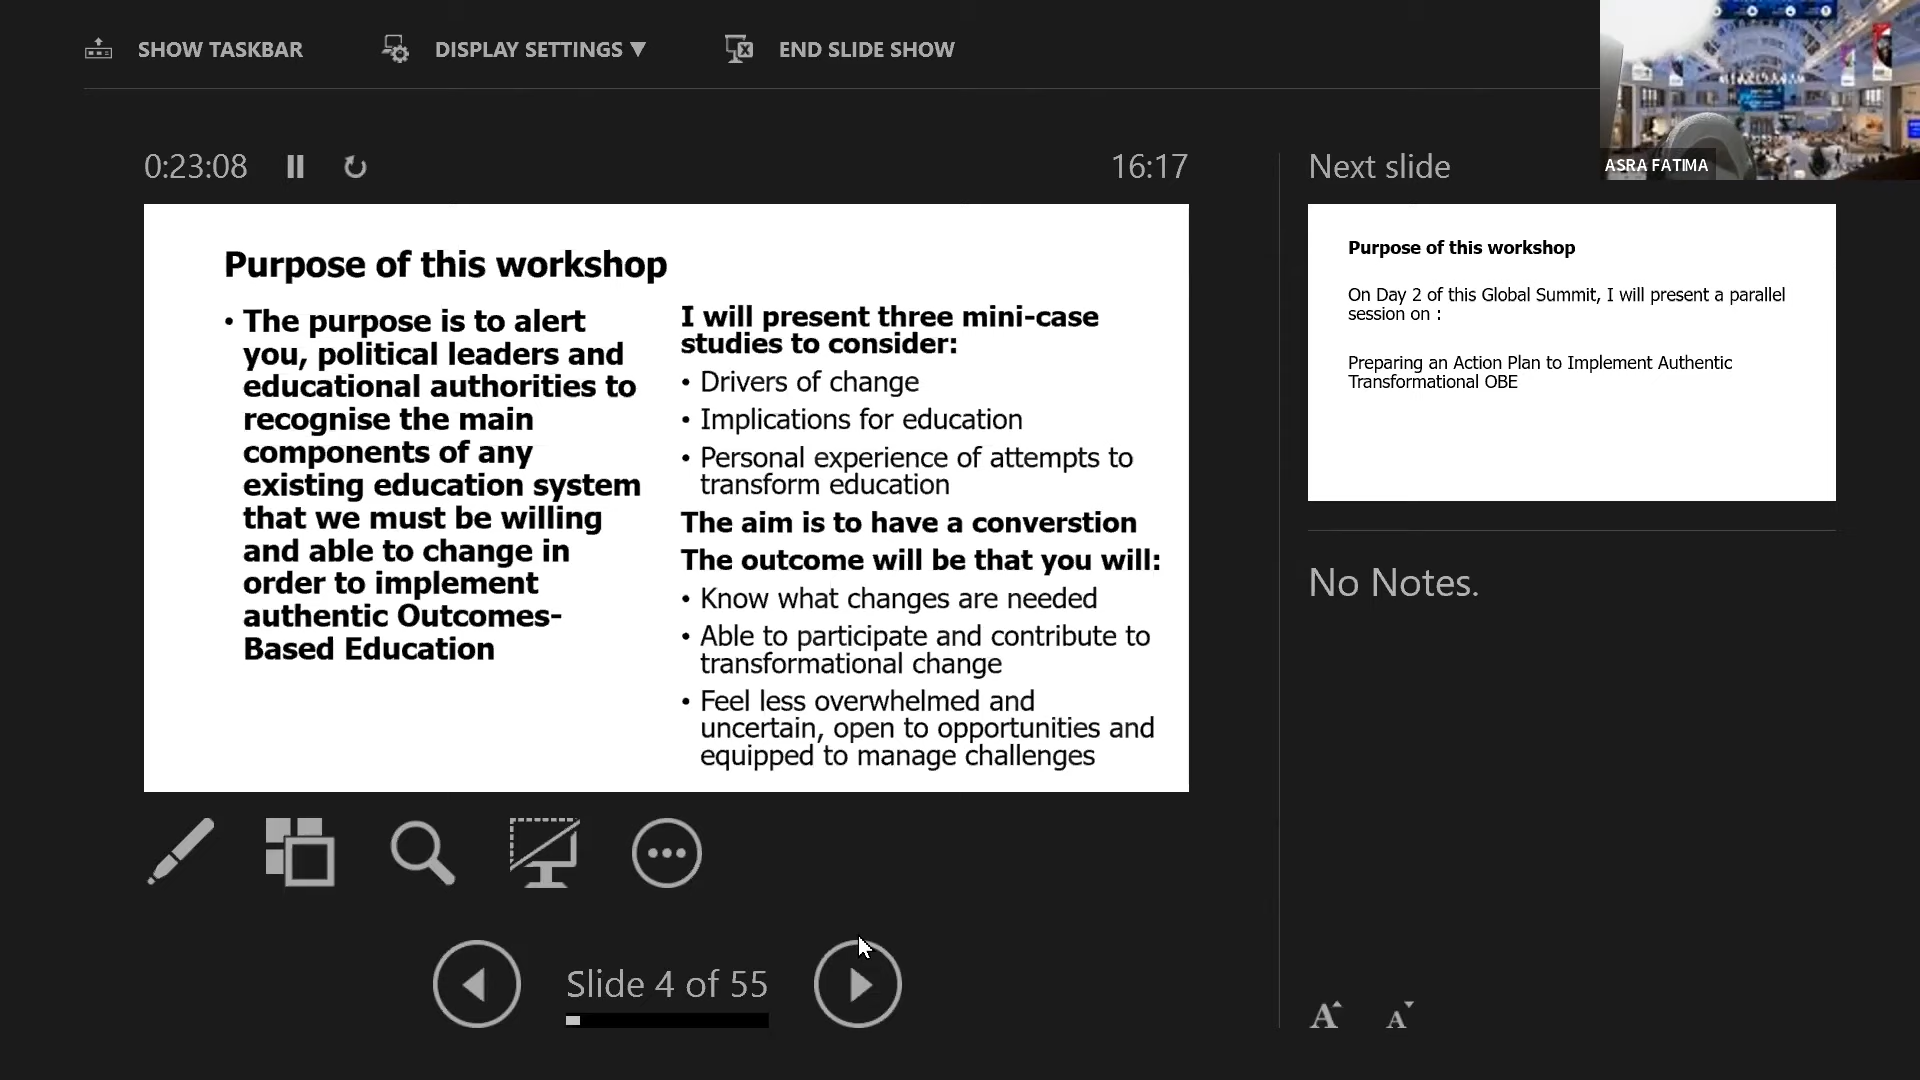 SHOW TASKBAR
DISPLAY SETTINGS ▼
END SLIDE SHOW
ASRA FATIMA
0:23:08
16:17
Next slide
Purpose of this workshop
• The purpose is to alert
you, political leaders and
educational authorities to
recognise the main
components of any
existing education system
that we must be willing
and able to change in
order to implement
authentic Outcomes-
Based Education
I will present three mini-case
studies to consider:
• Drivers of change
• Implications for education
• Personal experience of attempts to
transform education
The aim is to have a converstion
The outcome will be that you will:
• Know what changes are needed
• Able to participate and contribute to
transformational change
• Feel less overwhelmed and
uncertain, open to opportunities and
equipped to manage challenges
Purpose of this workshop
On Day 2 of this Global Summit, I will present a parallel
session on :
Preparing an Action Plan to Implement Authentic
Transformational OBE
No Notes.
Slide 4 of 55
A
A